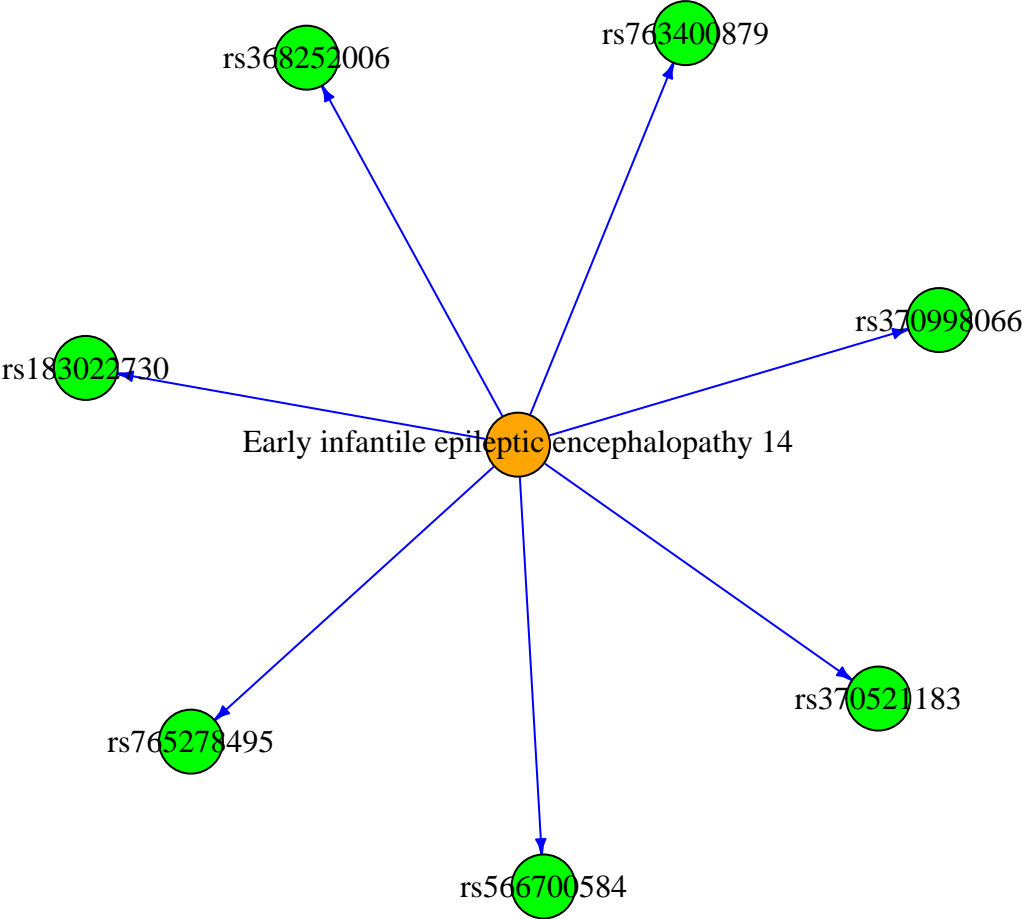 rs763400879
rs368252006
rs370998066
rs183022730
Early infantile epileptic encephalopathy 14
rs370521183
rs765278495
rs566700584